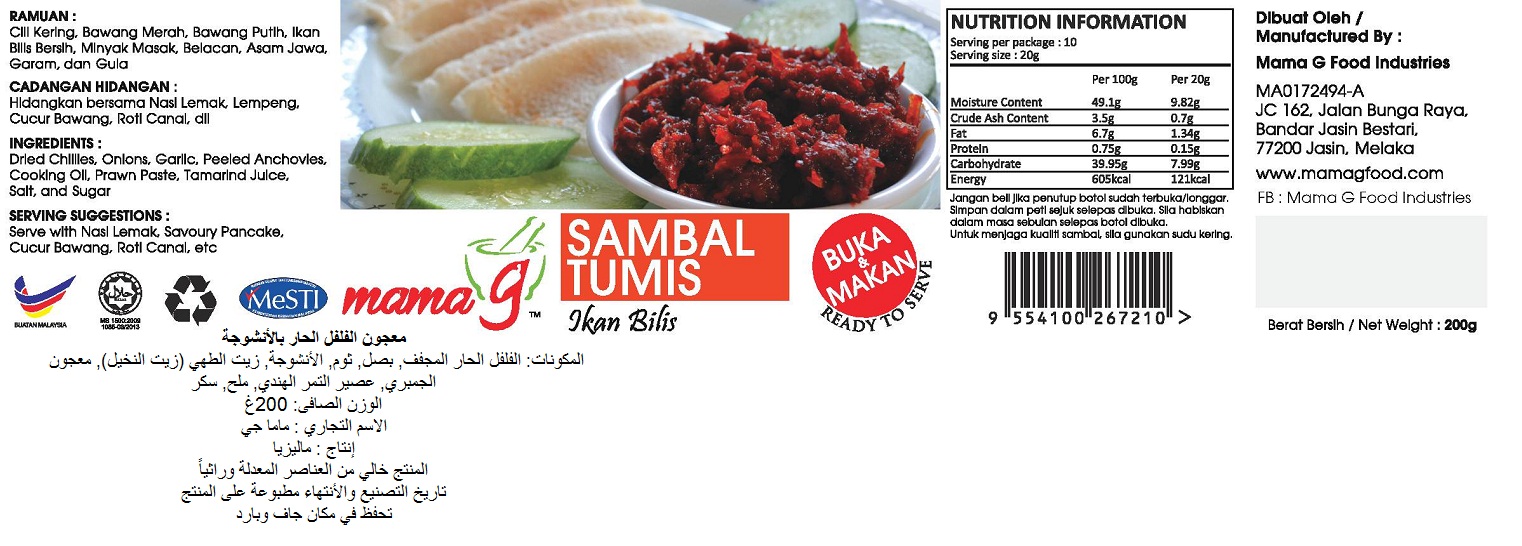 RAMUAN :
Cili Kering, Bawang Merah, Bawang Putih, Ikan
Bilis Bersih, Minyak Masak, Belacan, Asam Jawa,
Garam, dan Gula
CADANGAN HIDANGAN :
Hidangkan bersama Nasi Lemak, Lempeng,
Cucur Bawang, Roti Canai, dll
INGREDIENTS :
Dried Chillies, Onions, Garlic, Peeled Anchovies,
Cooking Oil, Prawn Paste, Tamarind Juice,
Salt, and Sugar
SERVING SUGGESTIONS :
Serve with Nasi Lemak, Savoury Pancake,
Cucur Bawang, Roti Canai, etc
BUATAN MALAYSIA
حلال
MS 1500:2009
1085-08/2013
MeSTI
mama g ™
SAMBAL
TUMIS
Ikan Bilis
BUKA
&
MAKAN
READY TO SERVE
NUTRITION INFORMATION
Serving per package : 10
Serving size : 20g
Per 100g Per 20g
Moisture Content 49.1g 9.82g
Crude Ash Content 3.5g 0.7g
Fat 6.7g 1.34g
Protein 0.75g 0.15g
Carbohydrate 39.95g 7.99g
Energy 605kcal 121kcal
Jangan beli jika penutup botol sudah terbuka/longgar.
Simpan dalam peti sejuk selepas dibuka. Sila habiskan
dalam masa sebulan selepas botol dibuka.
Untuk menjaga kualiti sambal, sila gunakan sudu kering.
9 554100 267210 >
Dibuat Oleh /
Manufactured By :
Mama G Food Industries
MA0172494-A
JC 162, Jalan Bunga Raya,
Bandar Jasin Bestari,
77200 Jasin, Melaka
www.mamagfood.com
FB : Mama G Food Industries
Berat Bersih / Net Weight : 200g
معجون الفلفل الحار بالأنشوجة
المكونات: الفلفل الحار المجفف, بصل, ثوم, الأنشوجة, زيت الطهي (زيت النخيل), معجون
الجمبري, عصير التمر الهندي, ملح, سكر
الوزن الصافى: 200غ
الاسم التجاري : ماما جي
إنتاج : ماليزيا
المنتج خالي من العناصر المعدلة وراثياً
تاريخ التصنيع والأنتهاء مطبوعة على المنتج
تحفظ في مكان جاف وبارد